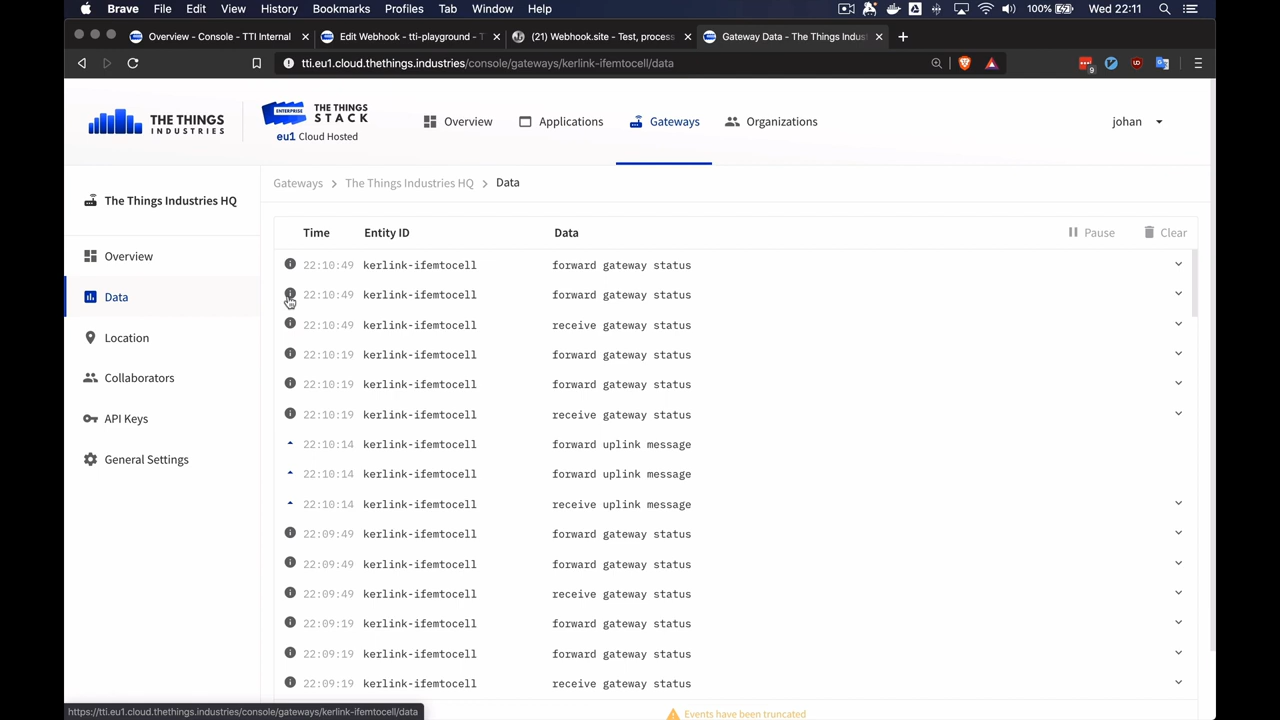 Brave File Edit View History Bookmarks Profiles Tab Window Help 100% Wed 22:11
Overview - Console - TTI Internal Edit Webhook - tti-playground - T (21) Webhook.site - Test, process Gateway Data - The Things Indust
tti.eu1.cloud.thethings.industries/console/gateways/kerlink-ifemtocell/data
9
THE THINGS
INDUSTRIES
ENTERPRISE
THE THINGS
STACK
eu1 Cloud Hosted
Overview Applications Gateways Organizations johan
The Things Industries HQ
Overview
Data
Location
Collaborators
API Keys
General Settings
Gateways > The Things Industries HQ > Data
Time Entity ID Data Pause Clear
22:10:49 kerlink-ifemtocell forward gateway status
22:10:49 kerlink-ifemtocell forward gateway status
22:10:49 kerlink-ifemtocell receive gateway status
22:10:19 kerlink-ifemtocell forward gateway status
22:10:19 kerlink-ifemtocell forward gateway status
22:10:19 kerlink-ifemtocell receive gateway status
22:10:14 kerlink-ifemtocell forward uplink message
22:10:14 kerlink-ifemtocell forward uplink message
22:10:14 kerlink-ifemtocell receive uplink message
22:09:49 kerlink-ifemtocell forward gateway status
22:09:49 kerlink-ifemtocell forward gateway status
22:09:49 kerlink-ifemtocell receive gateway status
22:09:19 kerlink-ifemtocell forward gateway status
22:09:19 kerlink-ifemtocell forward gateway status
22:09:19 kerlink-ifemtocell receive gateway status
Events have been truncated
https://tti.eu1.cloud.thethings.industries/console/gateways/kerlink-ifemtocell/data